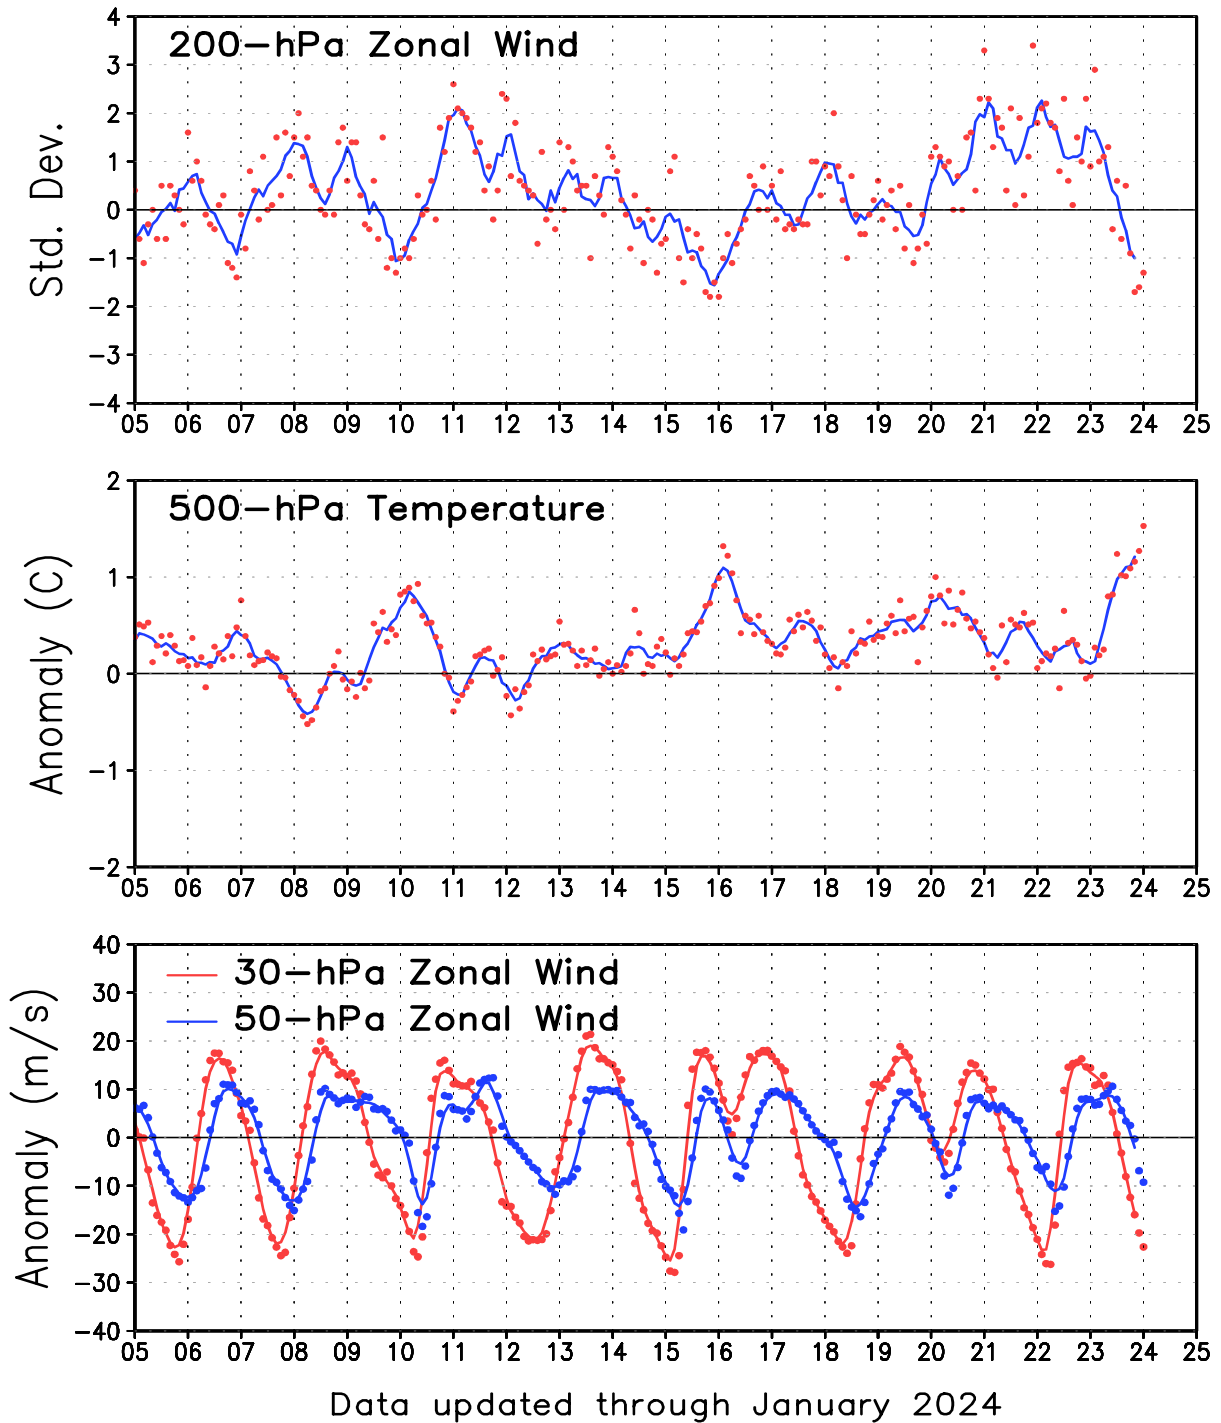 200-hPa Zonal Wind
Std. Dev.
4
3
2
1
0
-1
-2
-3
-4
05 06 07 08 09 10 11 12 13 14 15 16 17 18 19 20 21 22 23 24 25
500-hPa Temperature
Anomaly (C)
2
1
0
-1
-2
05 06 07 08 09 10 11 12 13 14 15 16 17 18 19 20 21 22 23 24 25
30-hPa Zonal Wind
50-hPa Zonal Wind
Anomaly (m/s)
40
30
20
10
0
-10
-20
-30
-40
05 06 07 08 09 10 11 12 13 14 15 16 17 18 19 20 21 22 23 24 25
Data updated through January 2024